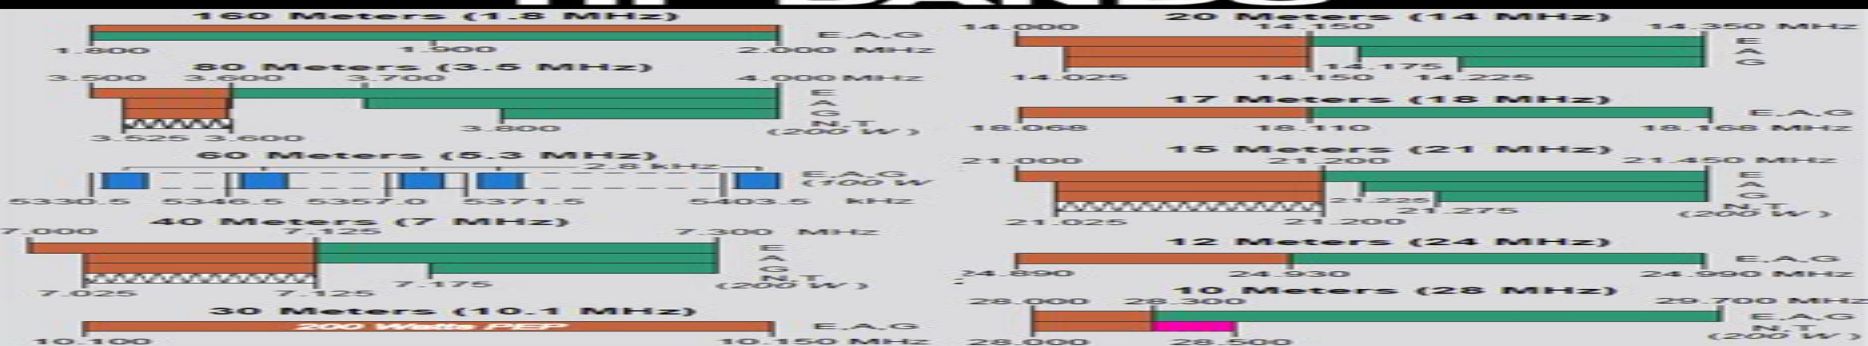 HF BANDS
160 Meters (1.8 MHz)
E,A,G
1.800 1.900 2.000 MHz
80 Meters (3.5 MHz)
3.500 3.600 3.700 4.000 MHz
E
A
G
N,T
(200 W)
3.525 3.600 3.800
60 Meters (5.3 MHz)
2.8 kHz
E,A,G
(100 W
5330.5 5346.5 5357.0 5371.5 5403.5 kHz
40 Meters (7 MHz)
7.000 7.125 7.300 MHz
E
A
G
N,T
(200 W)
7.025 7.125 7.175
30 Meters (10.1 MHz)
200 Watts PEP
E,A,G
10.100 10.150 MHz
20 Meters (14 MHz)
14.000 14.150 14.350 MHz
E
A
G
14.175
14.025 14.150 14.225
17 Meters (18 MHz)
E,A,G
18.068 18.110 18.168 MHz
15 Meters (21 MHz)
21.000 21.200 21.450 MHz
E
A
G
N,T
(200 W)
21.225
21.275
21.025 21.200
12 Meters (24 MHz)
E,A,G
24.890 24.930 24.990 MHz
10 Meters (28 MHz)
28.000 28.300 29.700 MHz
E,A,G
N,T
(200 W)
28.000 28.500